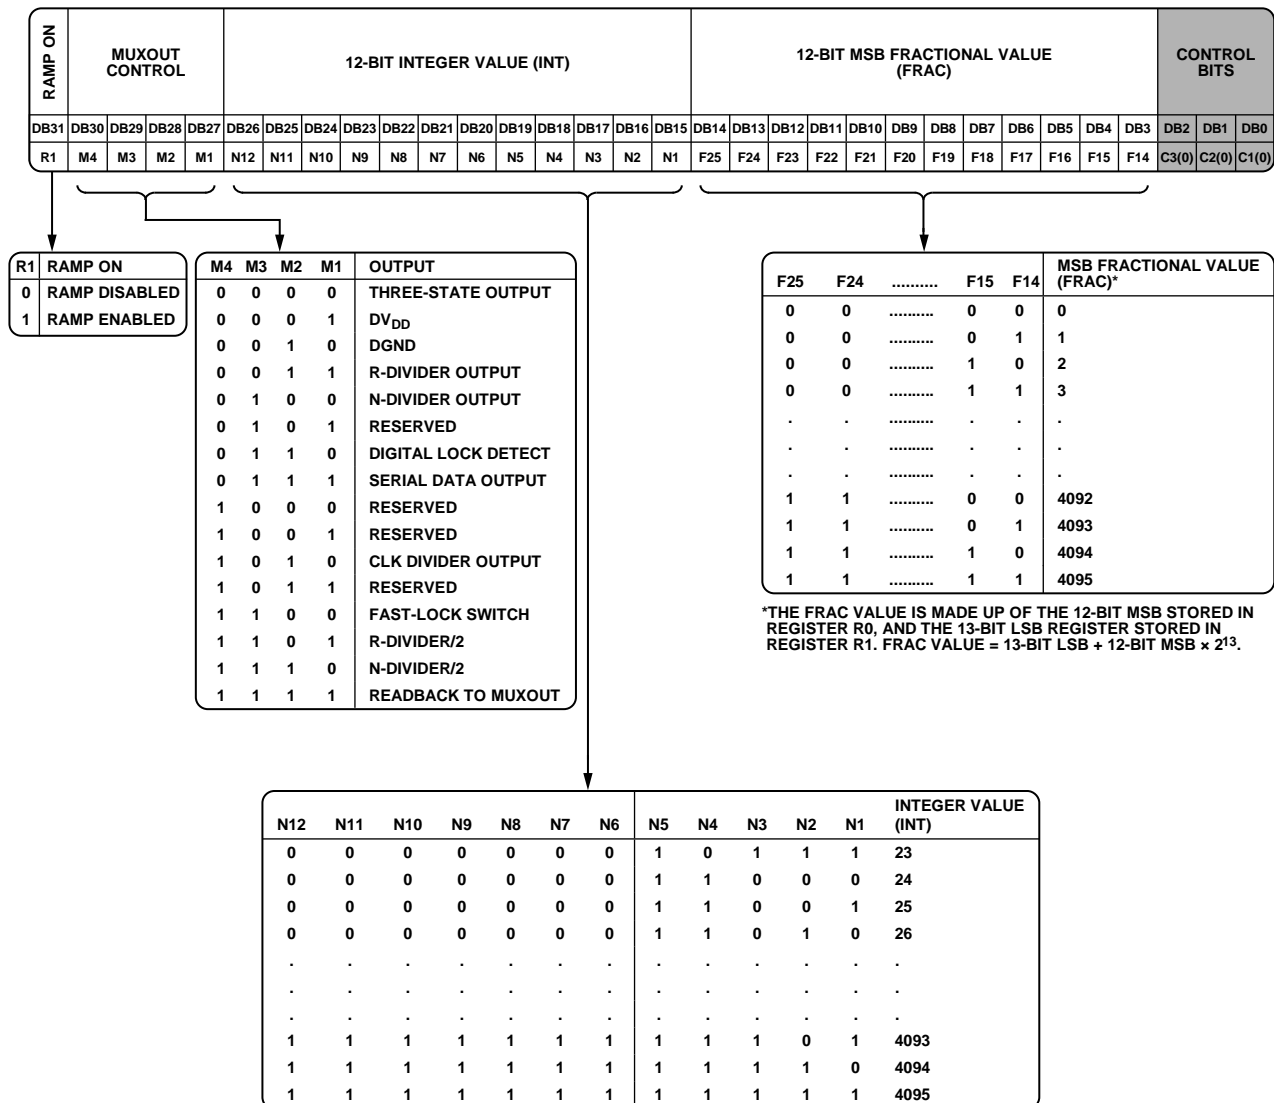 RAMP ON
MUXOUT
CONTROL
12-BIT INTEGER VALUE (INT)
12-BIT MSB FRACTIONAL VALUE
(FRAC)
CONTROL
BITS
DB31 DB30 DB29 DB28 DB27 DB26 DB25 DB24 DB23 DB22 DB21 DB20 DB19 DB18 DB17 DB16 DB15 DB14 DB13 DB12 DB11 DB10 DB9 DB8 DB7 DB6 DB5 DB4 DB3 DB2 DB1 DB0
R1 M4 M3 M2 M1 N12 N11 N10 N9 N8 N7 N6 N5 N4 N3 N2 N1 F25 F24 F23 F22 F21 F20 F19 F18 F17 F16 F15 F14 C3(0) C2(0) C1(0)
R1 RAMP ON
0 RAMP DISABLED
1 RAMP ENABLED
M4 M3 M2 M1 OUTPUT
0 0 0 0 THREE-STATE OUTPUT
0 0 0 1 DVDD
0 0 1 0 DGND
0 0 1 1 R-DIVIDER OUTPUT
0 1 0 0 N-DIVIDER OUTPUT
0 1 0 1 RESERVED
0 1 1 0 DIGITAL LOCK DETECT
0 1 1 1 SERIAL DATA OUTPUT
1 0 0 0 RESERVED
1 0 0 1 RESERVED
1 0 1 0 CLK DIVIDER OUTPUT
1 0 1 1 RESERVED
1 1 0 0 FAST-LOCK SWITCH
1 1 0 1 R-DIVIDER/2
1 1 1 0 N-DIVIDER/2
1 1 1 1 READBACK TO MUXOUT
F25 F24 .......... F15 F14 MSB FRACTIONAL VALUE
(FRAC)*
0 0 .......... 0 0 0
0 0 .......... 0 1 1
0 0 .......... 1 0 2
0 0 .......... 1 1 3
. . .......... . . .
. . .......... . . .
. . .......... . . .
1 1 .......... 0 0 4092
1 1 .......... 0 1 4093
1 1 .......... 1 0 4094
1 1 .......... 1 1 4095
*THE FRAC VALUE IS MADE UP OF THE 12-BIT MSB STORED IN
REGISTER R0, AND THE 13-BIT LSB REGISTER STORED IN
REGISTER R1. FRAC VALUE = 13-BIT LSB + 12-BIT MSB × 2¹³.
N12 N11 N10 N9 N8 N7 N6 N5 N4 N3 N2 N1 INTEGER VALUE
(INT)
0 0 0 0 0 0 0 1 0 1 1 1 23
0 0 0 0 0 0 0 1 1 0 0 0 24
0 0 0 0 0 0 0 1 1 0 0 1 25
0 0 0 0 0 0 0 1 1 0 1 0 26
. . . . . . . . . . . . .
. . . . . . . . . . . . .
. . . . . . . . . . . . .
1 1 1 1 1 1 1 1 1 1 0 1 4093
1 1 1 1 1 1 1 1 1 1 1 0 4094
1 1 1 1 1 1 1 1 1 1 1 1 4095